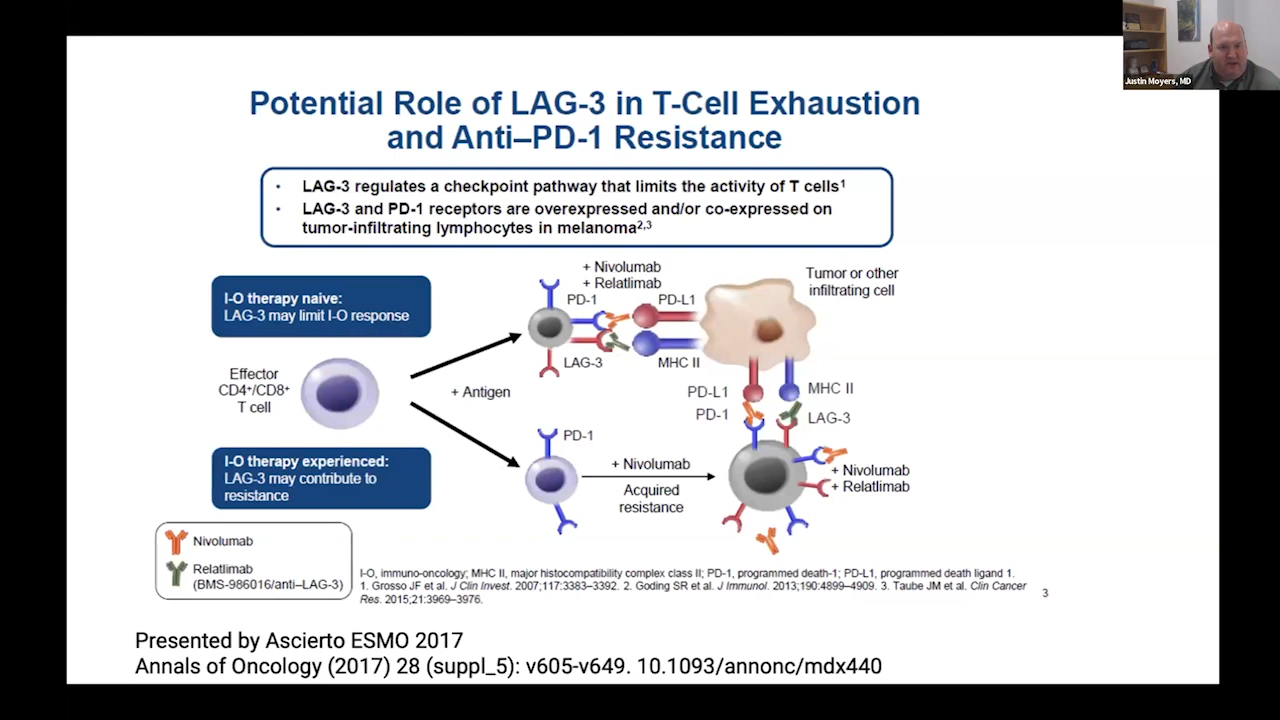 Justin Moyers, MD
Potential Role of LAG-3 in T-Cell Exhaustion
and Anti–PD-1 Resistance
• LAG-3 regulates a checkpoint pathway that limits the activity of T cells¹
• LAG-3 and PD-1 receptors are overexpressed and/or co-expressed on
tumor-infiltrating lymphocytes in melanoma²,³
I-O therapy naive:
LAG-3 may limit I-O response
+ Nivolumab
+ Relatlimab
PD-1
PD-L1
LAG-3
MHC II
Tumor or other
infiltrating cell
Effector
CD4⁺/CD8⁺
T cell
+ Antigen
PD-L1
MHC II
PD-1
LAG-3
I-O therapy experienced:
LAG-3 may contribute to
resistance
PD-1
+ Nivolumab
Acquired
resistance
+ Nivolumab
+ Relatlimab
Nivolumab
Relatlimab
(BMS-986016/anti–LAG-3)
I-O, immuno-oncology; MHC II, major histocompatibility complex class II; PD-1, programmed death-1; PD-L1, programmed death ligand 1.
1. Grosso JF et al. J Clin Invest. 2007;117:3383–3392. 2. Goding SR et al. J Immunol. 2013;190:4899–4909. 3. Taube JM et al. Clin Cancer
Res. 2015;21:3969–3976.
3
Presented by Ascierto ESMO 2017
Annals of Oncology (2017) 28 (suppl_5): v605-v649. 10.1093/annonc/mdx440